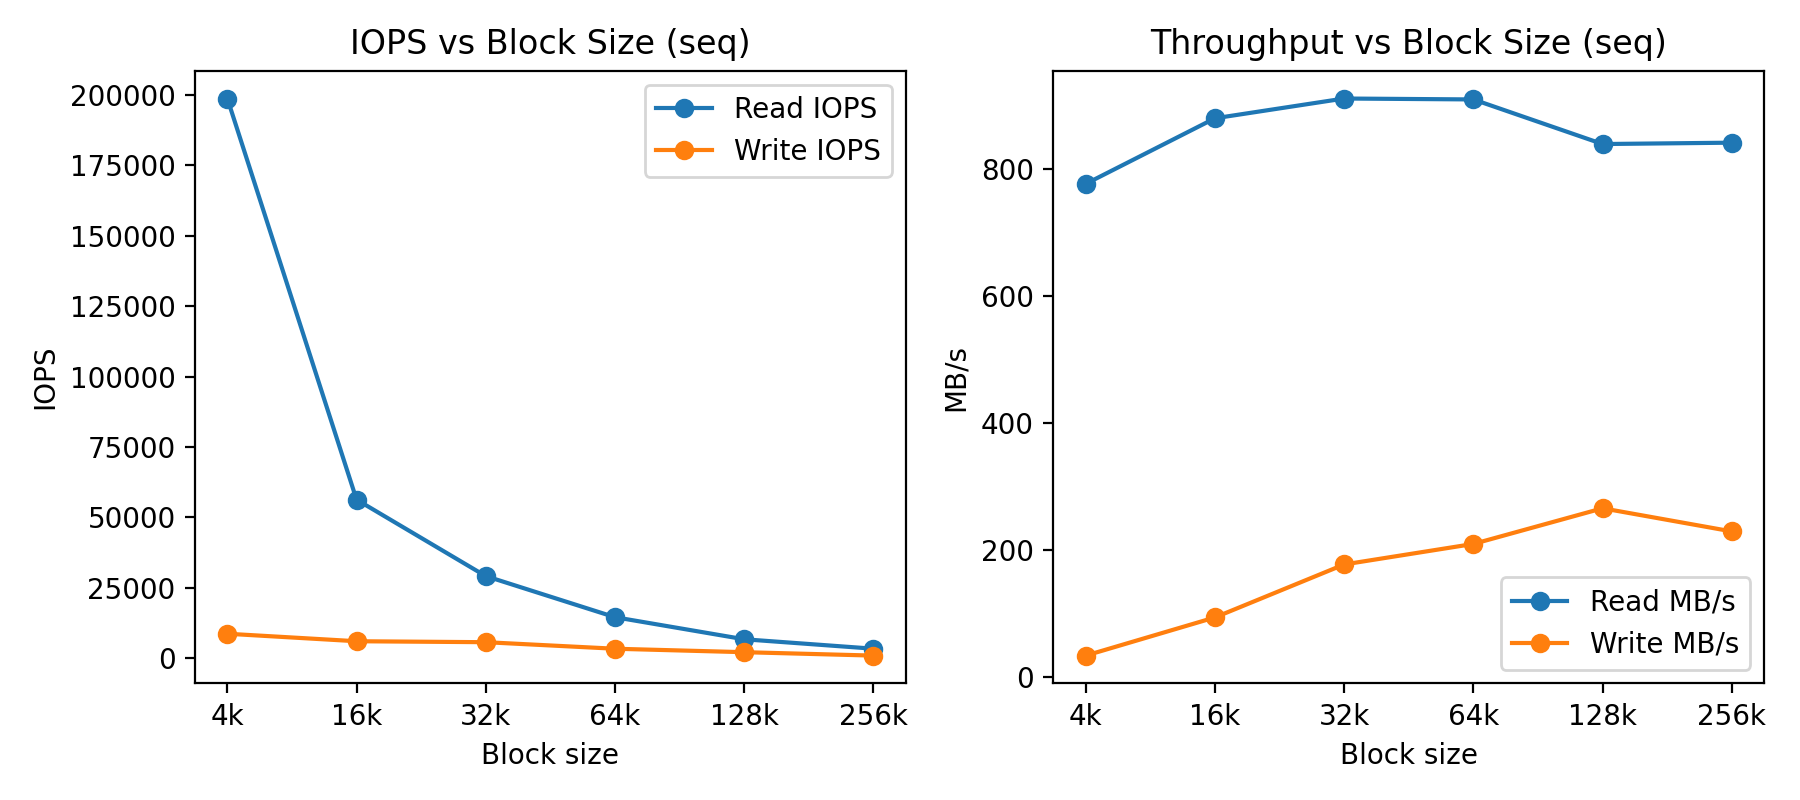 IOPS vs Block Size (seq)
200000
175000
150000
125000
100000
75000
50000
25000
0
IOPS
Read IOPS
Write IOPS
4k 16k 32k 64k 128k 256k
Block size
Throughput vs Block Size (seq)
800
600
400
200
0
MB/s
Read MB/s
Write MB/s
4k 16k 32k 64k 128k 256k
Block size